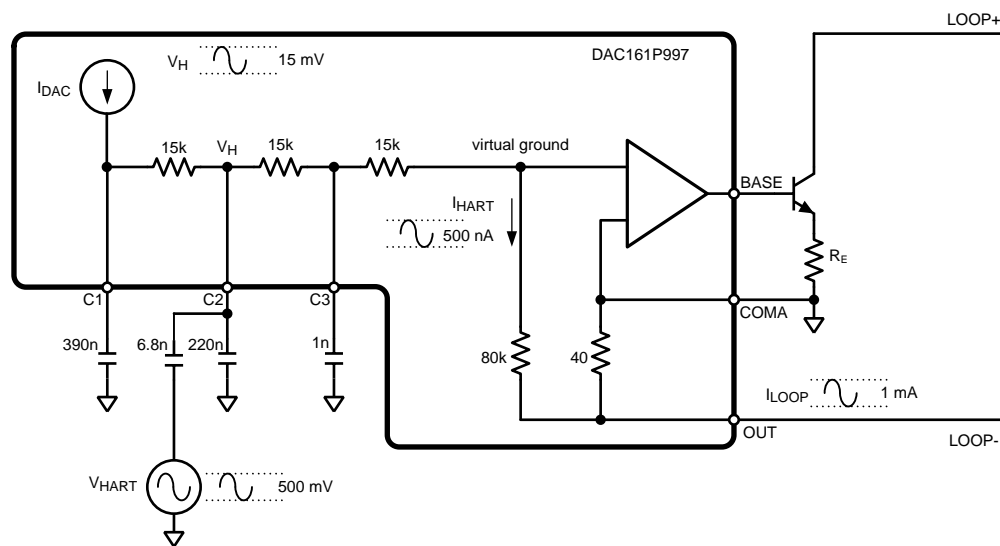 LOOP+
VH 15 mV
DAC161P997
IDAC
15k
VH
15k
15k
virtual ground
BASE
IHART
500 nA
RE
C1
C2
C3
COMA
390n
6.8n
220n
1n
80k
40
ILOOP
1 mA
OUT
LOOP-
VHART
500 mV